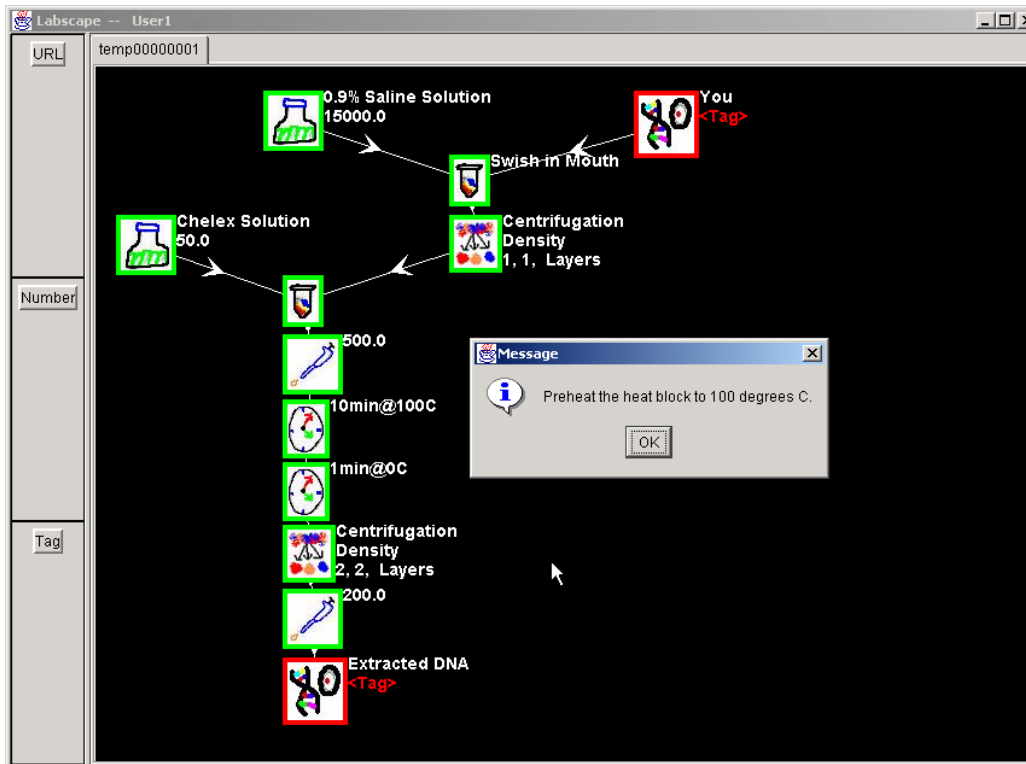 Labscape -- User1
URL
temp00000001
0.9% Saline Solution
15000.0
You
<Tag>
Swish in Mouth
Chelex Solution
50.0
Centrifugation
Density
1, 1, Layers
Number
500.0
Message
Preheat the heat block to 100 degrees C.
OK
10min@100C
1min@0C
Tag
Centrifugation
Density
2, 2, Layers
200.0
Extracted DNA
<Tag>